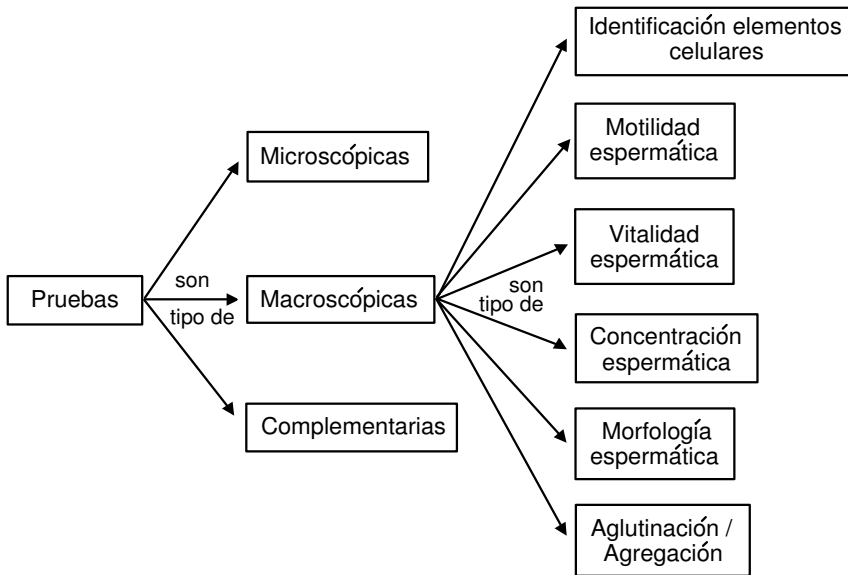 Identificación elementos
celulares
Motilidad
espermática
Microscópicas
Vitalidad
espermática
son
Pruebas
Macroscópicas
son
tipo de
tipo de
Concentración
espermática
Complementarias
Morfología
espermática
Aglutinación /
Agregación